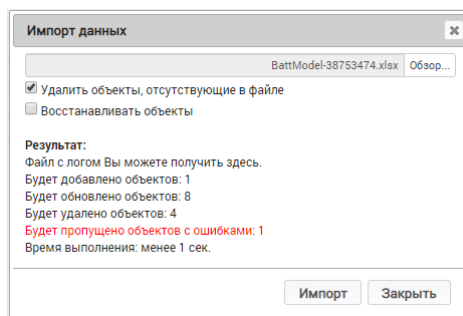 Импорт данных
BattModel-38753474.xlsx Обзор...
Удалить объекты, отсутствующие в файле
Восстанавливать объекты
Результат:
Файл с логом Вы можете получить здесь.
Будет добавлено объектов: 1
Будет обновлено объектов: 8
Будет удалено объектов: 4
Будет пропущено объектов с ошибками: 1
Время выполнения: менее 1 сек.
Импорт Закрыть